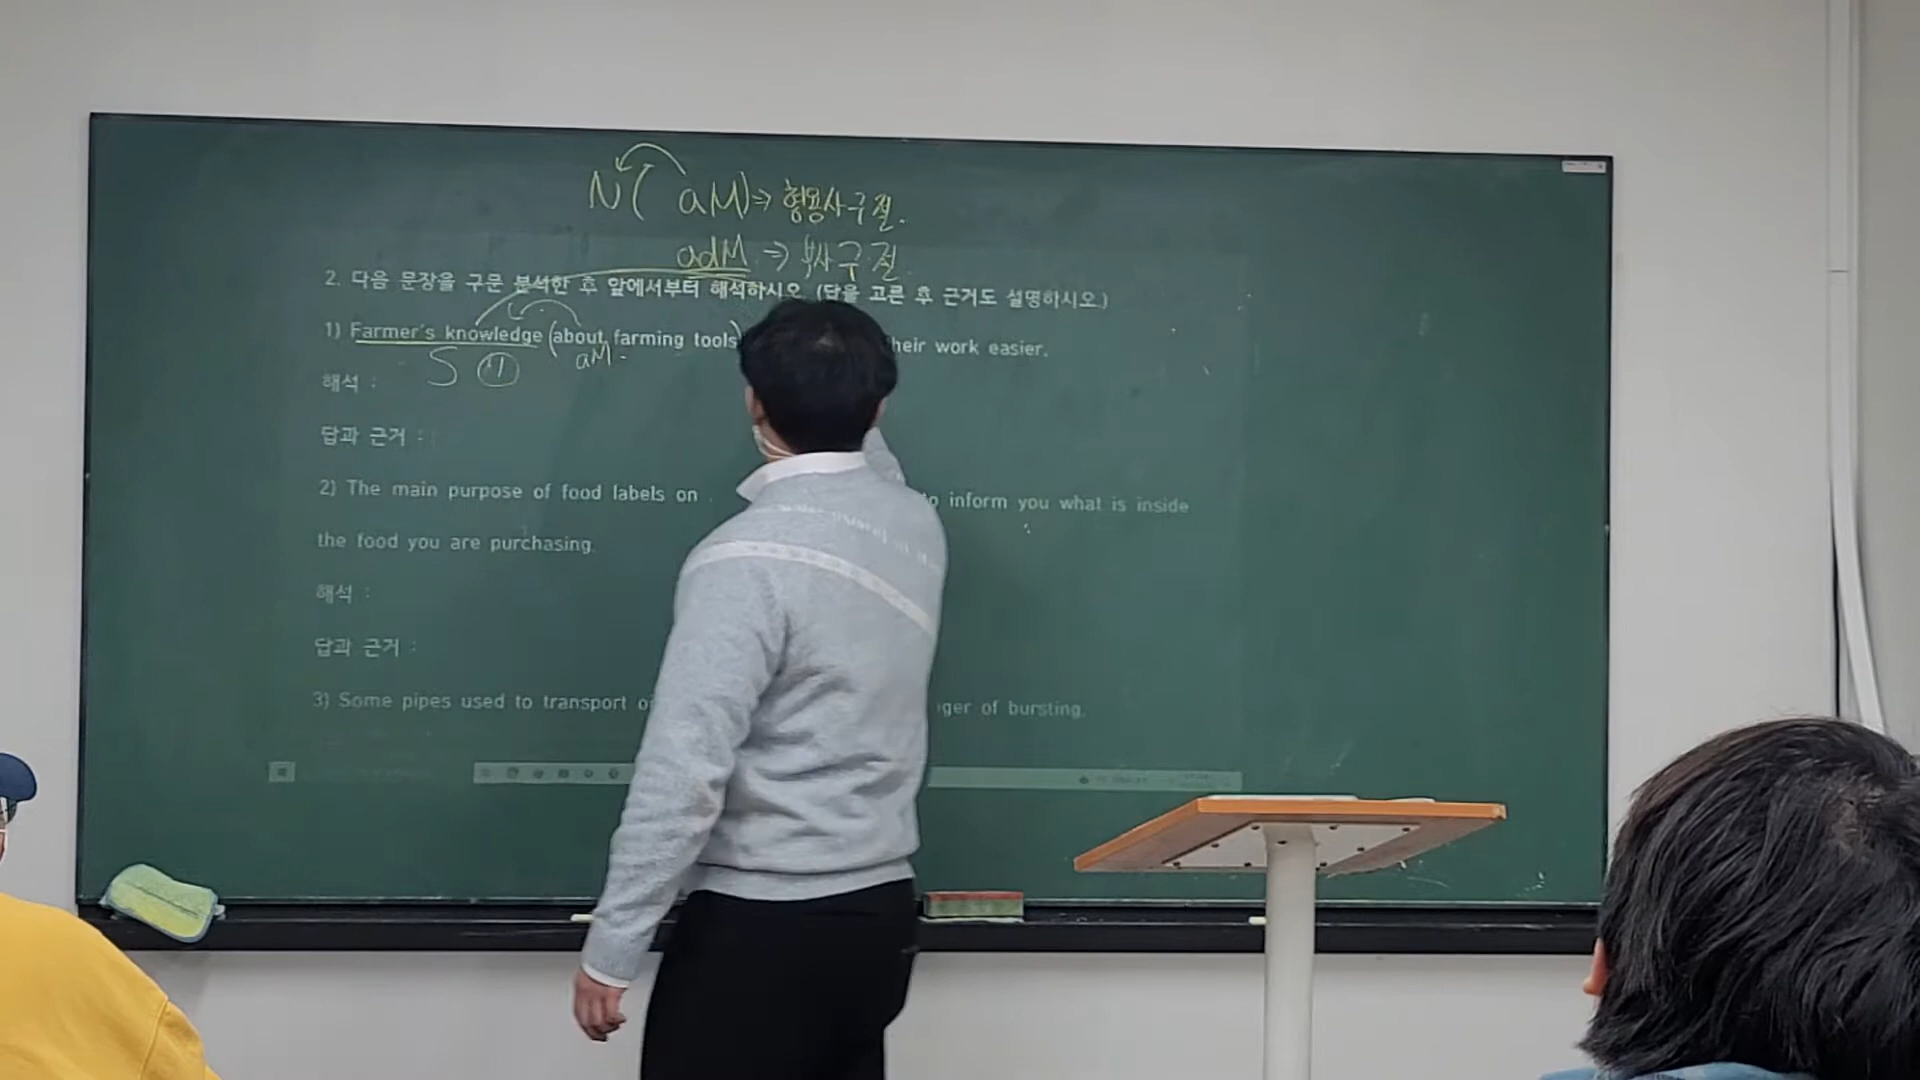 N ( aM) ⇒ 형용사구절.
adM ⇒ 부사구절.
2. 다음 문장을 구문 분석한 후 앞에서부터 해석하시오. (답을 고른 후 근거도 설명하시오.)
1) Farmer's knowledge (about farming tools) heir work easier.
S aM.
해석 :
답과 근거 :
2) The main purpose of food labels on to inform you what is inside
the food you are purchasing.
해석 :
답과 근거 :
3) Some pipes used to transport ger of bursting.